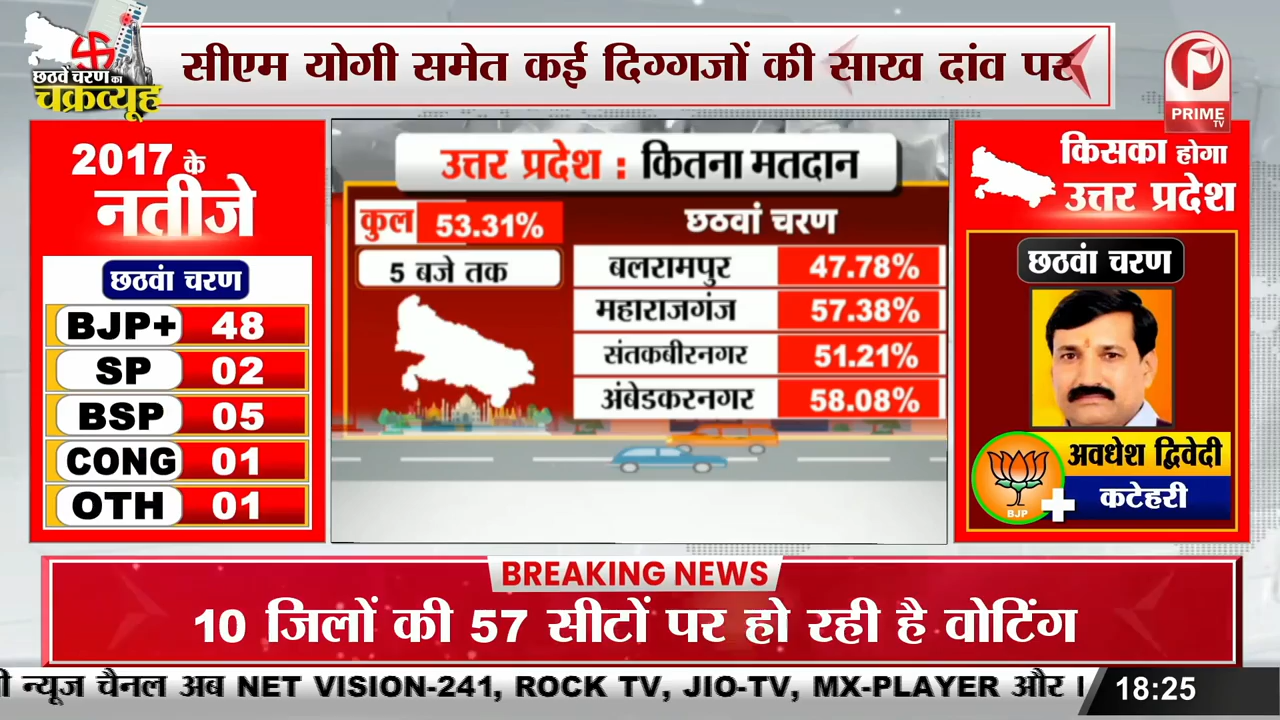 छठवें चरण का
चक्रव्यूह
सीएम योगी समेत कई दिग्गजों की साख दांव पर
PRIME
TV
2017 के
नतीजे
छठवां चरण
BJP+ 48
SP 02
BSP 05
CONG 01
OTH 01
उत्तर प्रदेश : कितना मतदान
कुल 53.31%
5 बजे तक
छठवां चरण
बलरामपुर 47.78%
महाराजगंज 57.38%
संतकबीरनगर 51.21%
अंबेडकरनगर 58.08%
किसका होगा
उत्तर प्रदेश
छठवां चरण
अवधेश द्विवेदी
कटेहरी
BJP
BREAKING NEWS
10 जिलों की 57 सीटों पर हो रही है वोटिंग
न्यूज चैनल अब NET VISION-241, ROCK TV, JIO-TV, MX-PLAYER और
18:25